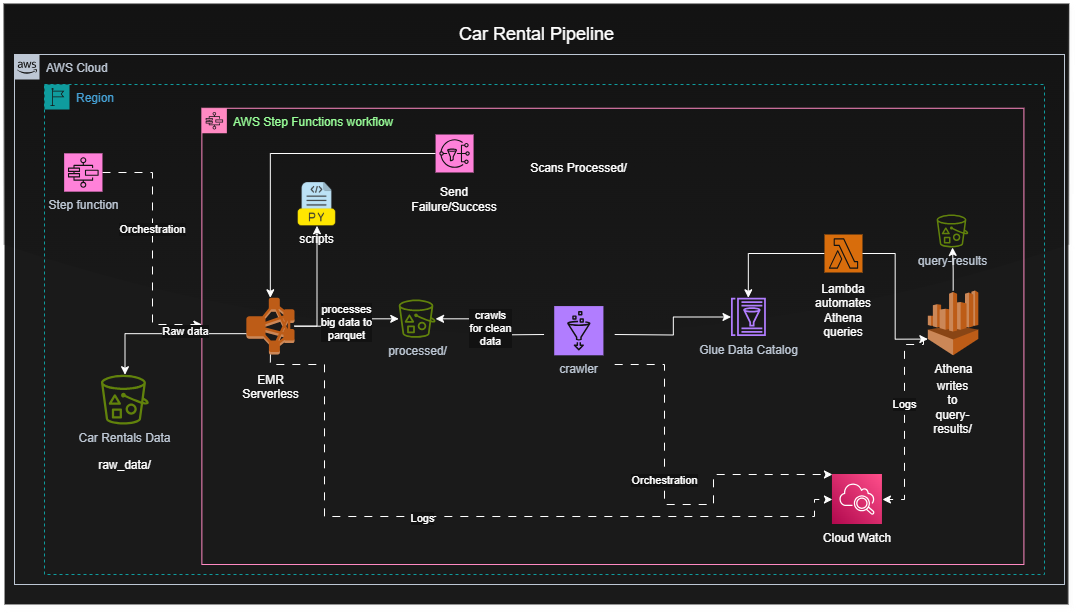 Car Rental Pipeline
aws
AWS Cloud
Region
AWS Step Functions workflow
Step function
Orchestration
Send
Failure/Success
Scans Processed/
</>
PY
scripts
Raw data
EMR
Serverless
processes
big data to
parquet
processed/
crawls
for clean
data
crawler
Glue Data Catalog
Lambda
automates
Athena
queries
query-results
Athena
writes
to
query-
results/
Car Rentals Data
raw_data/
Logs
Orchestration
Logs
Cloud Watch